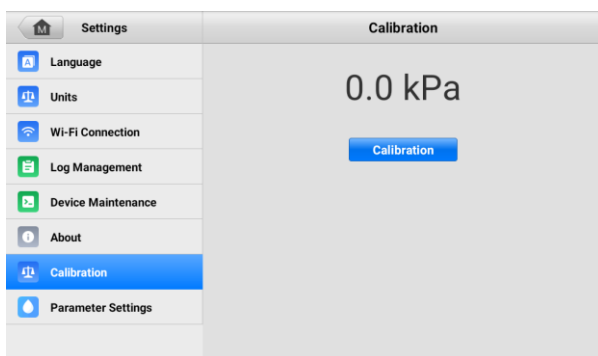 M
Settings
Calibration
A
Language
Units
Wi-Fi Connection
Log Management
Device Maintenance
About
Calibration
Parameter Settings
0.0 kPa
Calibration